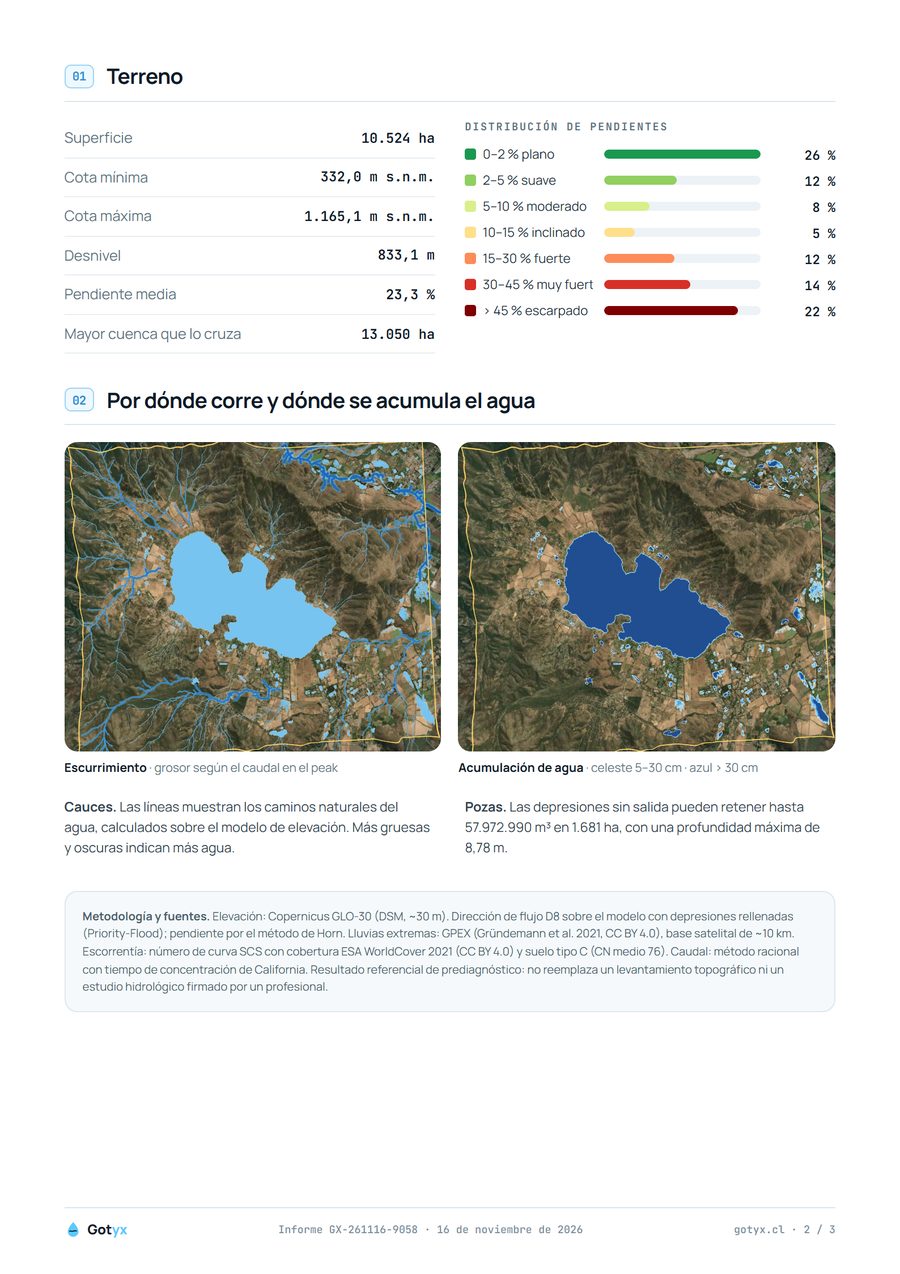 01 Terreno
Superficie 10.524 ha
Cota mínima 332,0 m s.n.m.
Cota máxima 1.165,1 m s.n.m.
Desnivel 833,1 m
Pendiente media 23,3 %
Mayor cuenca que lo cruza 13.050 ha
DISTRIBUCIÓN DE PENDIENTES
0–2 % plano 26 %
2–5 % suave 12 %
5–10 % moderado 8 %
10–15 % inclinado 5 %
15–30 % fuerte 12 %
30–45 % muy fuert 14 %
> 45 % escarpado 22 %
02 Por dónde corre y dónde se acumula el agua
Escurrimiento · grosor según el caudal en el peak
Acumulación de agua · celeste 5–30 cm · azul > 30 cm
Cauces. Las líneas muestran los caminos naturales del
agua, calculados sobre el modelo de elevación. Más gruesas
y oscuras indican más agua.
Pozas. Las depresiones sin salida pueden retener hasta
57.972.990 m³ en 1.681 ha, con una profundidad máxima de
8,78 m.
Metodología y fuentes. Elevación: Copernicus GLO-30 (DSM, ~30 m). Dirección de flujo D8 sobre el modelo con depresiones rellenadas
(Priority-Flood); pendiente por el método de Horn. Lluvias extremas: GPEX (Gründemann et al. 2021, CC BY 4.0), base satelital de ~10 km.
Escorrentía: número de curva SCS con cobertura ESA WorldCover 2021 (CC BY 4.0) y suelo tipo C (CN medio 76). Caudal: método racional
con tiempo de concentración de California. Resultado referencial de prediagnóstico: no reemplaza un levantamiento topográfico ni un
estudio hidrológico firmado por un profesional.
Gotyx
Informe GX-261116-9058 · 16 de noviembre de 2026
gotyx.cl · 2 / 3